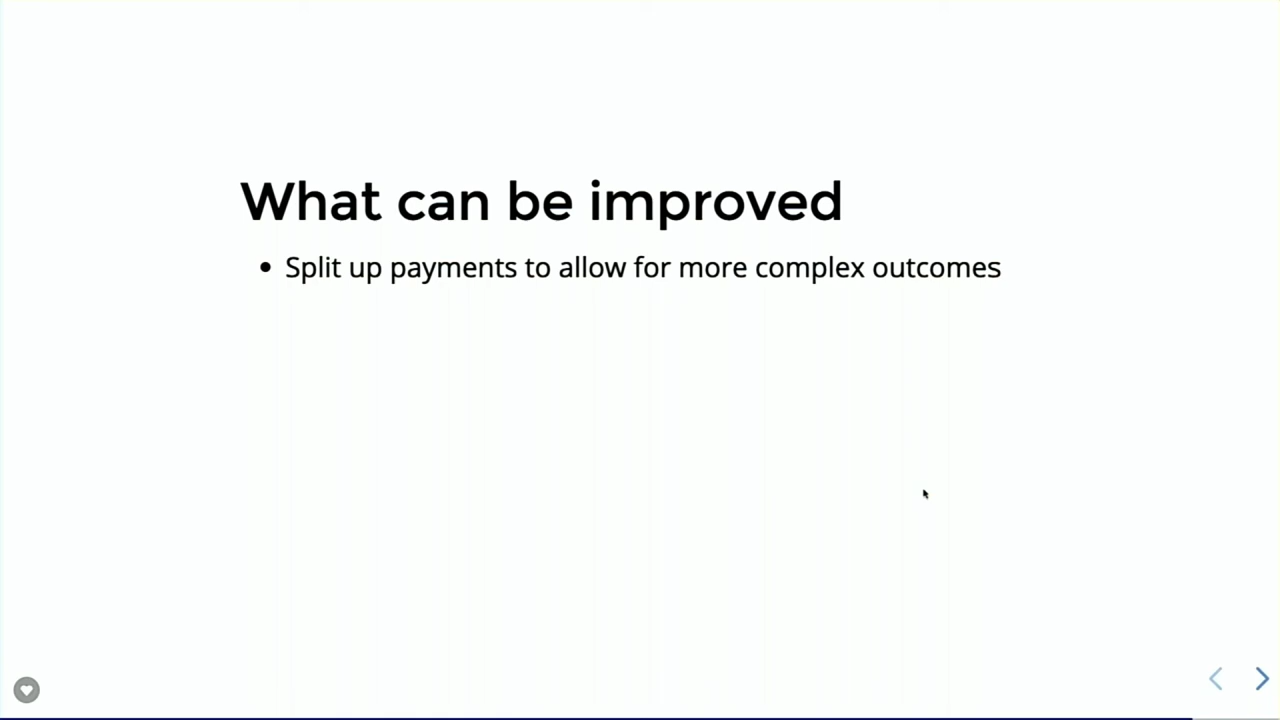 What can be improved
Split up payments to allow for more complex outcomes